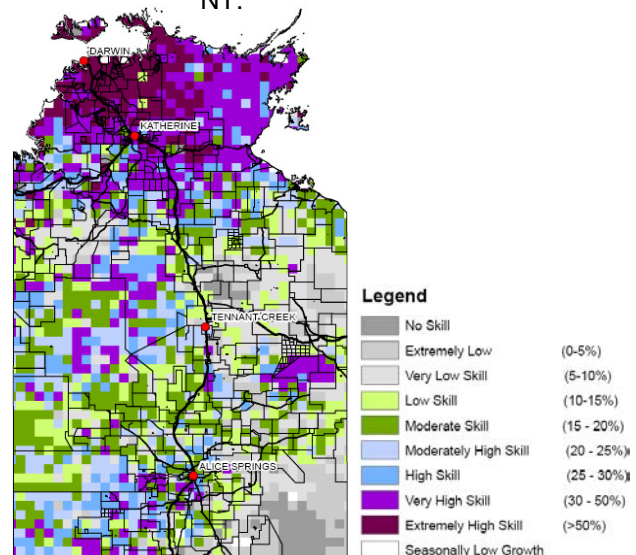 NT.
DARWIN
KATHERINE
TENNANT CREEK
ALICE SPRINGS
Legend
No Skill
Extremely Low (0-5%)
Very Low Skill (5-10%)
Low Skill (10-15%)
Moderate Skill (15 - 20%)
Moderately High Skill (20 - 25%)
High Skill (25 - 30%)
Very High Skill (30 - 50%)
Extremely High Skill (>50%)
Seasonally Low Growth